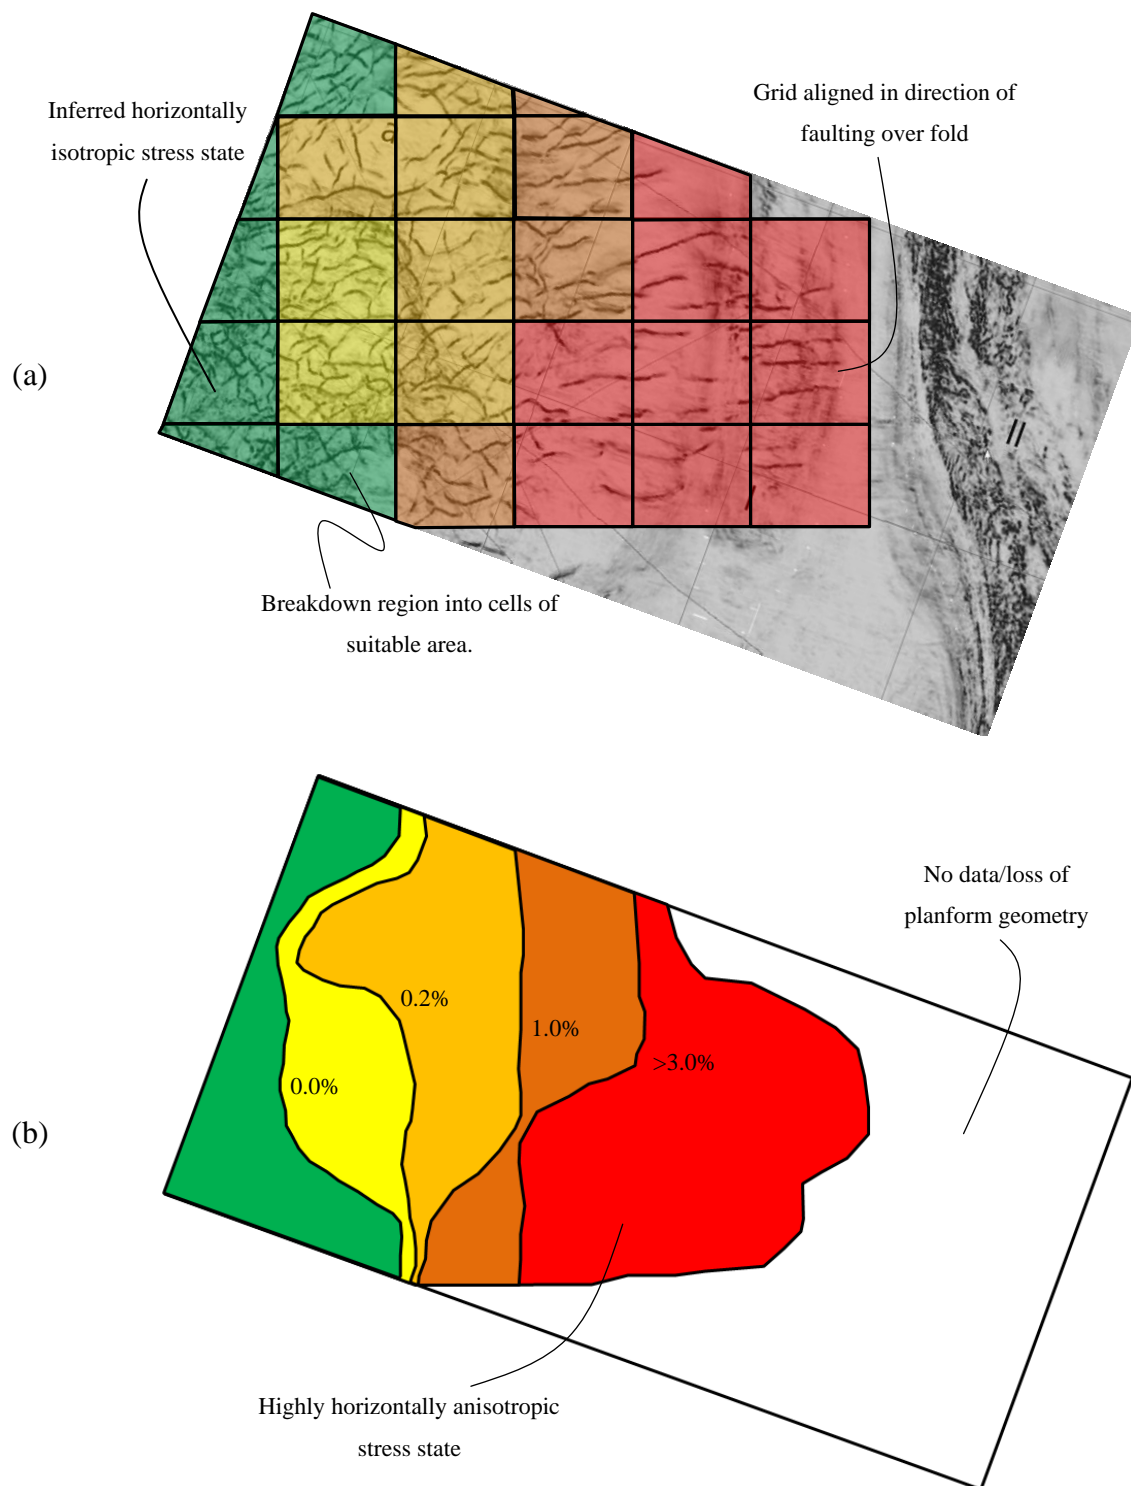 Inferred horizontally
isotropic stress state
Grid aligned in direction of
faulting over fold
(a)
Breakdown region into cells of
suitable area.
No data/loss of
planform geometry
0.2%
1.0%
>3.0%
0.0%
(b)
Highly horizontally anisotropic
stress state